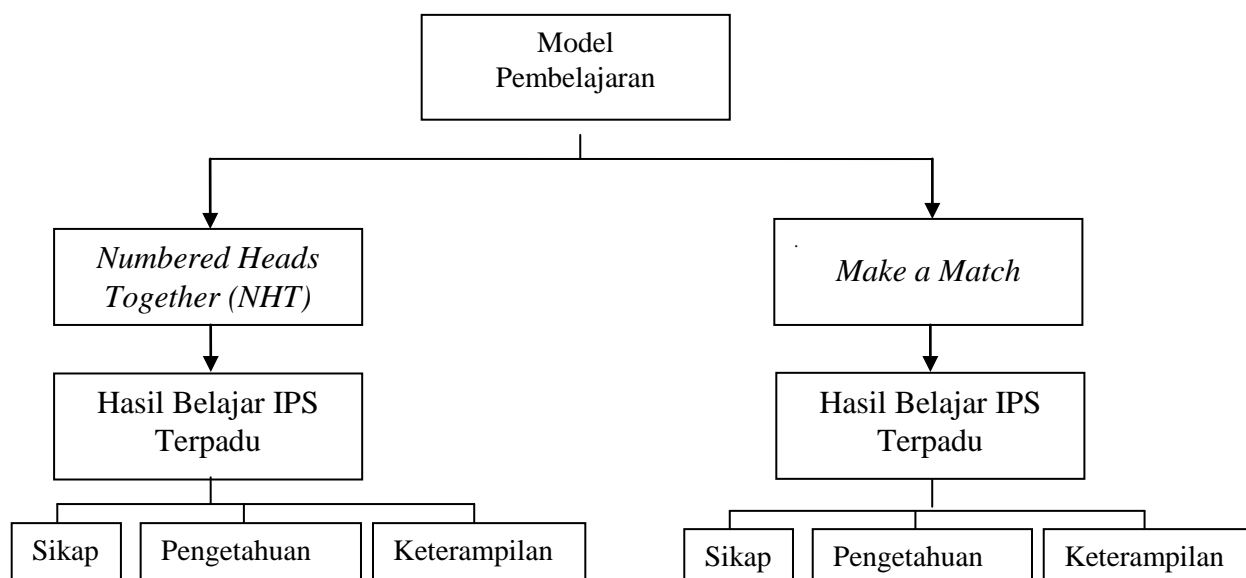 Model
Pembelajaran
Numbered Heads
Together (NHT)
Make a Match
Hasil Belajar IPS
Terpadu
Hasil Belajar IPS
Terpadu
Sikap
Pengetahuan
Keterampilan
Sikap
Pengetahuan
Keterampilan